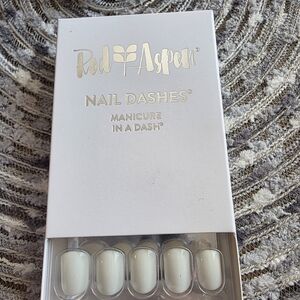 Red Aspen®
NAIL DASHES®
MANICURE
IN A DASH®